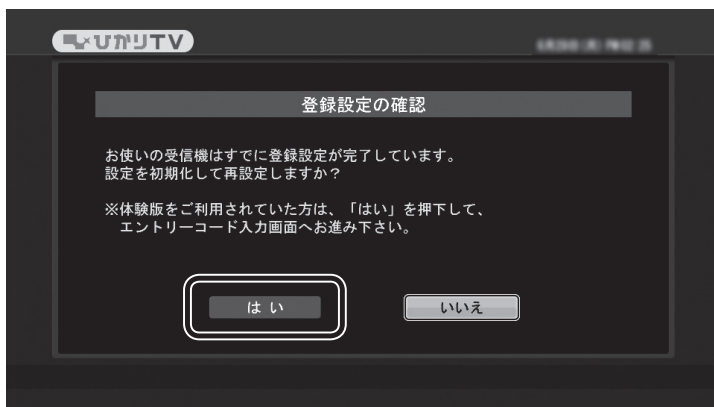 ひかりTV
登録設定の確認
お使いの受信機はすでに登録設定が完了しています。
設定を初期化して再設定しますか?
※体験版をご利用されていた方は、「はい」を押下して、
エントリーコード入力画面へお進み下さい。
はい
いいえ